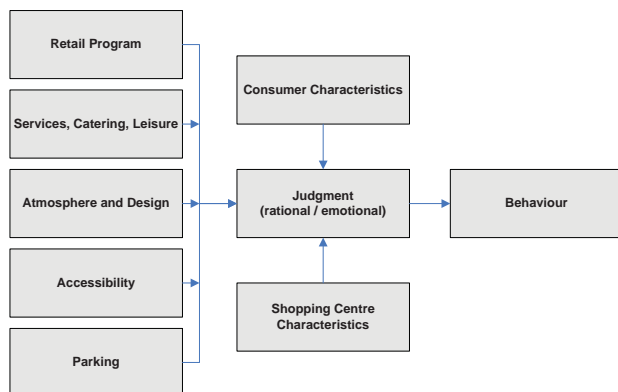 Retail Program
Services, Catering, Leisure
Atmosphere and Design
Accessibility
Parking
Consumer Characteristics
Judgment
(rational / emotional)
Shopping Centre
Characteristics
Behaviour